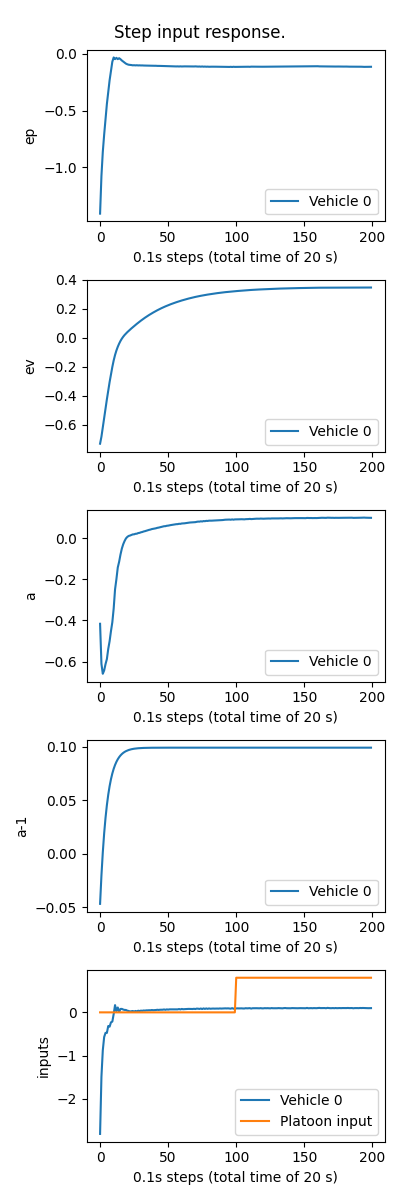 Step input response.
0.0
−0.5
−1.0
ep
Vehicle 0
0 50 100 150 200
0.1s steps (total time of 20 s)
0.4
0.2
0.0
−0.2
−0.4
−0.6
ev
Vehicle 0
0 50 100 150 200
0.1s steps (total time of 20 s)
0.0
−0.2
−0.4
−0.6
a
Vehicle 0
0 50 100 150 200
0.1s steps (total time of 20 s)
0.10
0.05
0.00
−0.05
a-1
Vehicle 0
0 50 100 150 200
0.1s steps (total time of 20 s)
0
−1
−2
inputs
Vehicle 0
Platoon input
0 50 100 150 200
0.1s steps (total time of 20 s)